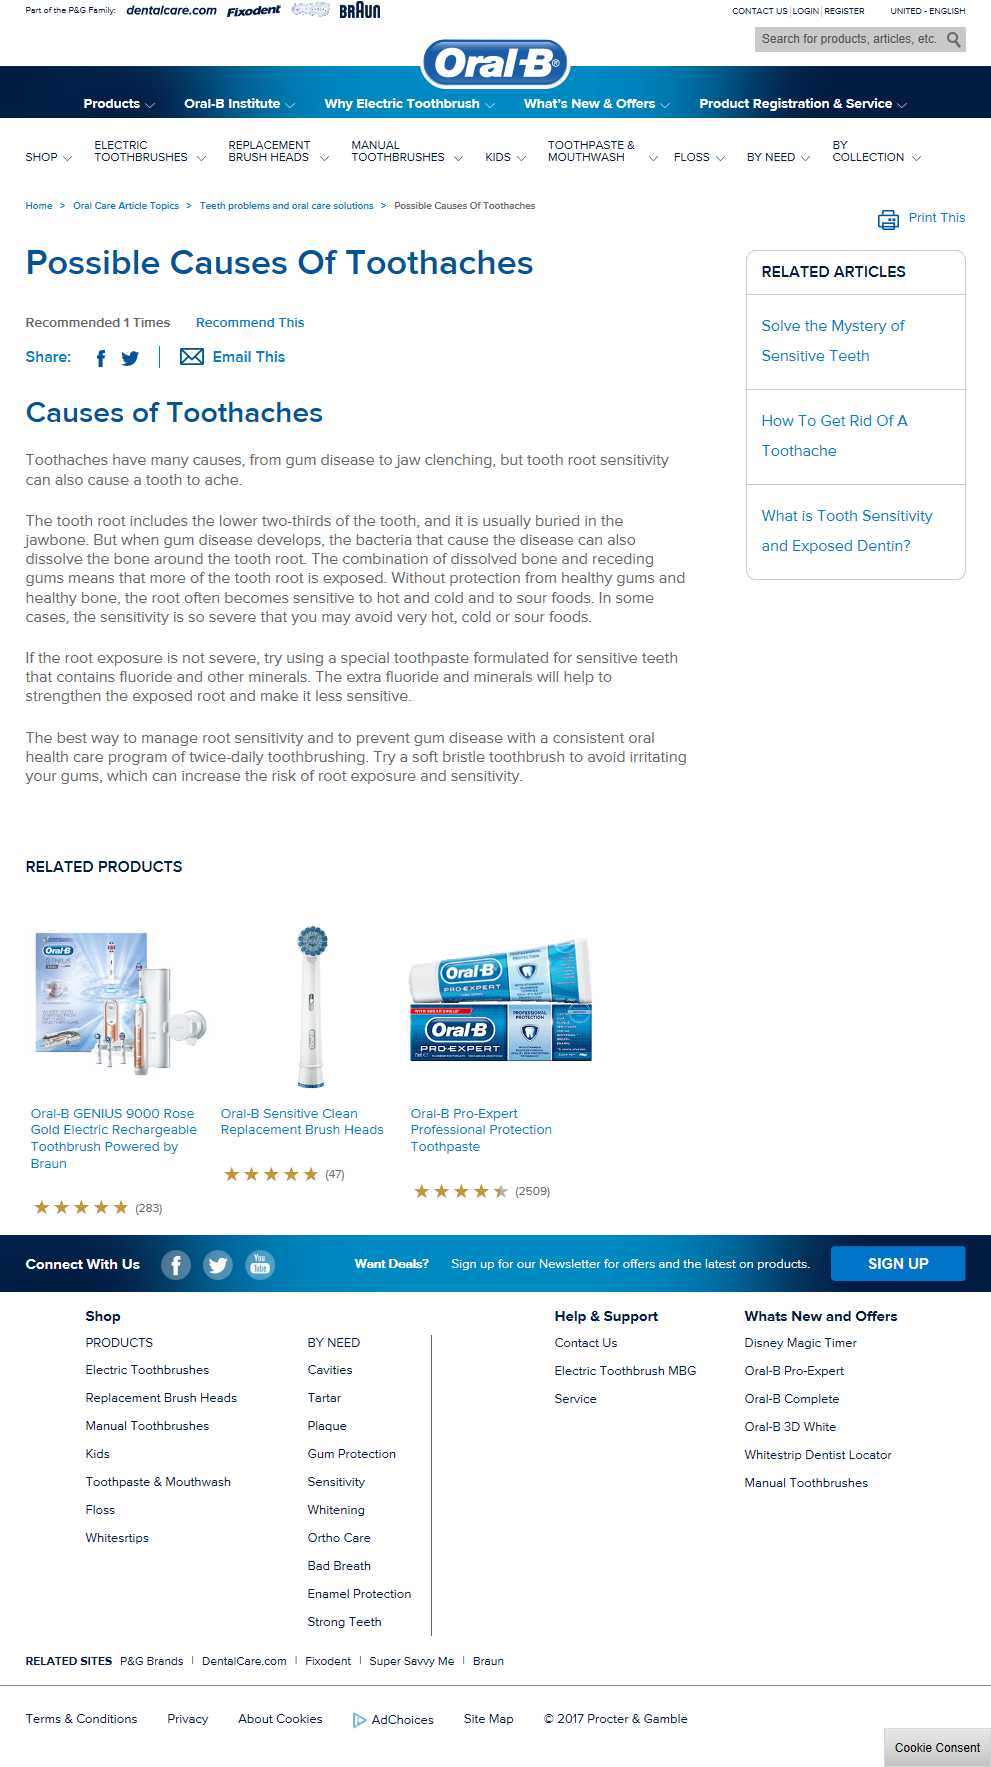 Part of the P&G Family: dentalcare.com Fixodent BRAUN
CONTACT US | LOGIN | REGISTER UNITED - ENGLISH
Search for products, articles, etc.
Oral-B®
Products Oral-B Institute Why Electric Toothbrush What's New & Offers Product Registration & Service
SHOP ELECTRIC TOOTHBRUSHES REPLACEMENT BRUSH HEADS MANUAL TOOTHBRUSHES KIDS TOOTHPASTE & MOUTHWASH FLOSS BY NEED BY COLLECTION
Home > Oral Care Article Topics > Teeth problems and oral care solutions > Possible Causes Of Toothaches
Print This
Possible Causes Of Toothaches
Recommended 1 Times Recommend This
Share: Email This
Causes of Toothaches
Toothaches have many causes, from gum disease to jaw clenching, but tooth root sensitivity
can also cause a tooth to ache.
The tooth root includes the lower two-thirds of the tooth, and it is usually buried in the
jawbone. But when gum disease develops, the bacteria that cause the disease can also
dissolve the bone around the tooth root. The combination of dissolved bone and receding
gums means that more of the tooth root is exposed. Without protection from healthy gums and
healthy bone, the root often becomes sensitive to hot and cold and to sour foods. In some
cases, the sensitivity is so severe that you may avoid very hot, cold or sour foods.
If the root exposure is not severe, try using a special toothpaste formulated for sensitive teeth
that contains fluoride and other minerals. The extra fluoride and minerals will help to
strengthen the exposed root and make it less sensitive.
The best way to manage root sensitivity and to prevent gum disease with a consistent oral
health care program of twice-daily toothbrushing. Try a soft bristle toothbrush to avoid irritating
your gums, which can increase the risk of root exposure and sensitivity.
RELATED ARTICLES
Solve the Mystery of
Sensitive Teeth
How To Get Rid Of A
Toothache
What is Tooth Sensitivity
and Exposed Dentin?
RELATED PRODUCTS
Oral-B
GENIUS
Oral-B
PRO-EXPERT
PROFESSIONAL
PROTECTION
Oral-B
PRO-EXPERT
PROFESSIONAL
PROTECTION
Oral-B GENIUS 9000 Rose
Gold Electric Rechargeable
Toothbrush Powered by
Braun
(283)
Oral-B Sensitive Clean
Replacement Brush Heads
(47)
Oral-B Pro-Expert
Professional Protection
Toothpaste
(2509)
Connect With Us You Tube Want Deals? Sign up for our Newsletter for offers and the latest on products. SIGN UP
Shop
PRODUCTS
Electric Toothbrushes
Replacement Brush Heads
Manual Toothbrushes
Kids
Toothpaste & Mouthwash
Floss
Whitesrtips
BY NEED
Cavities
Tartar
Plaque
Gum Protection
Sensitivity
Whitening
Ortho Care
Bad Breath
Enamel Protection
Strong Teeth
Help & Support
Contact Us
Electric Toothbrush MBG
Service
Whats New and Offers
Disney Magic Timer
Oral-B Pro-Expert
Oral-B Complete
Oral-B 3D White
Whitestrip Dentist Locator
Manual Toothbrushes
RELATED SITES P&G Brands | DentalCare.com | Fixodent | Super Savvy Me | Braun
Terms & Conditions Privacy About Cookies AdChoices Site Map © 2017 Procter & Gamble
Cookie Consent